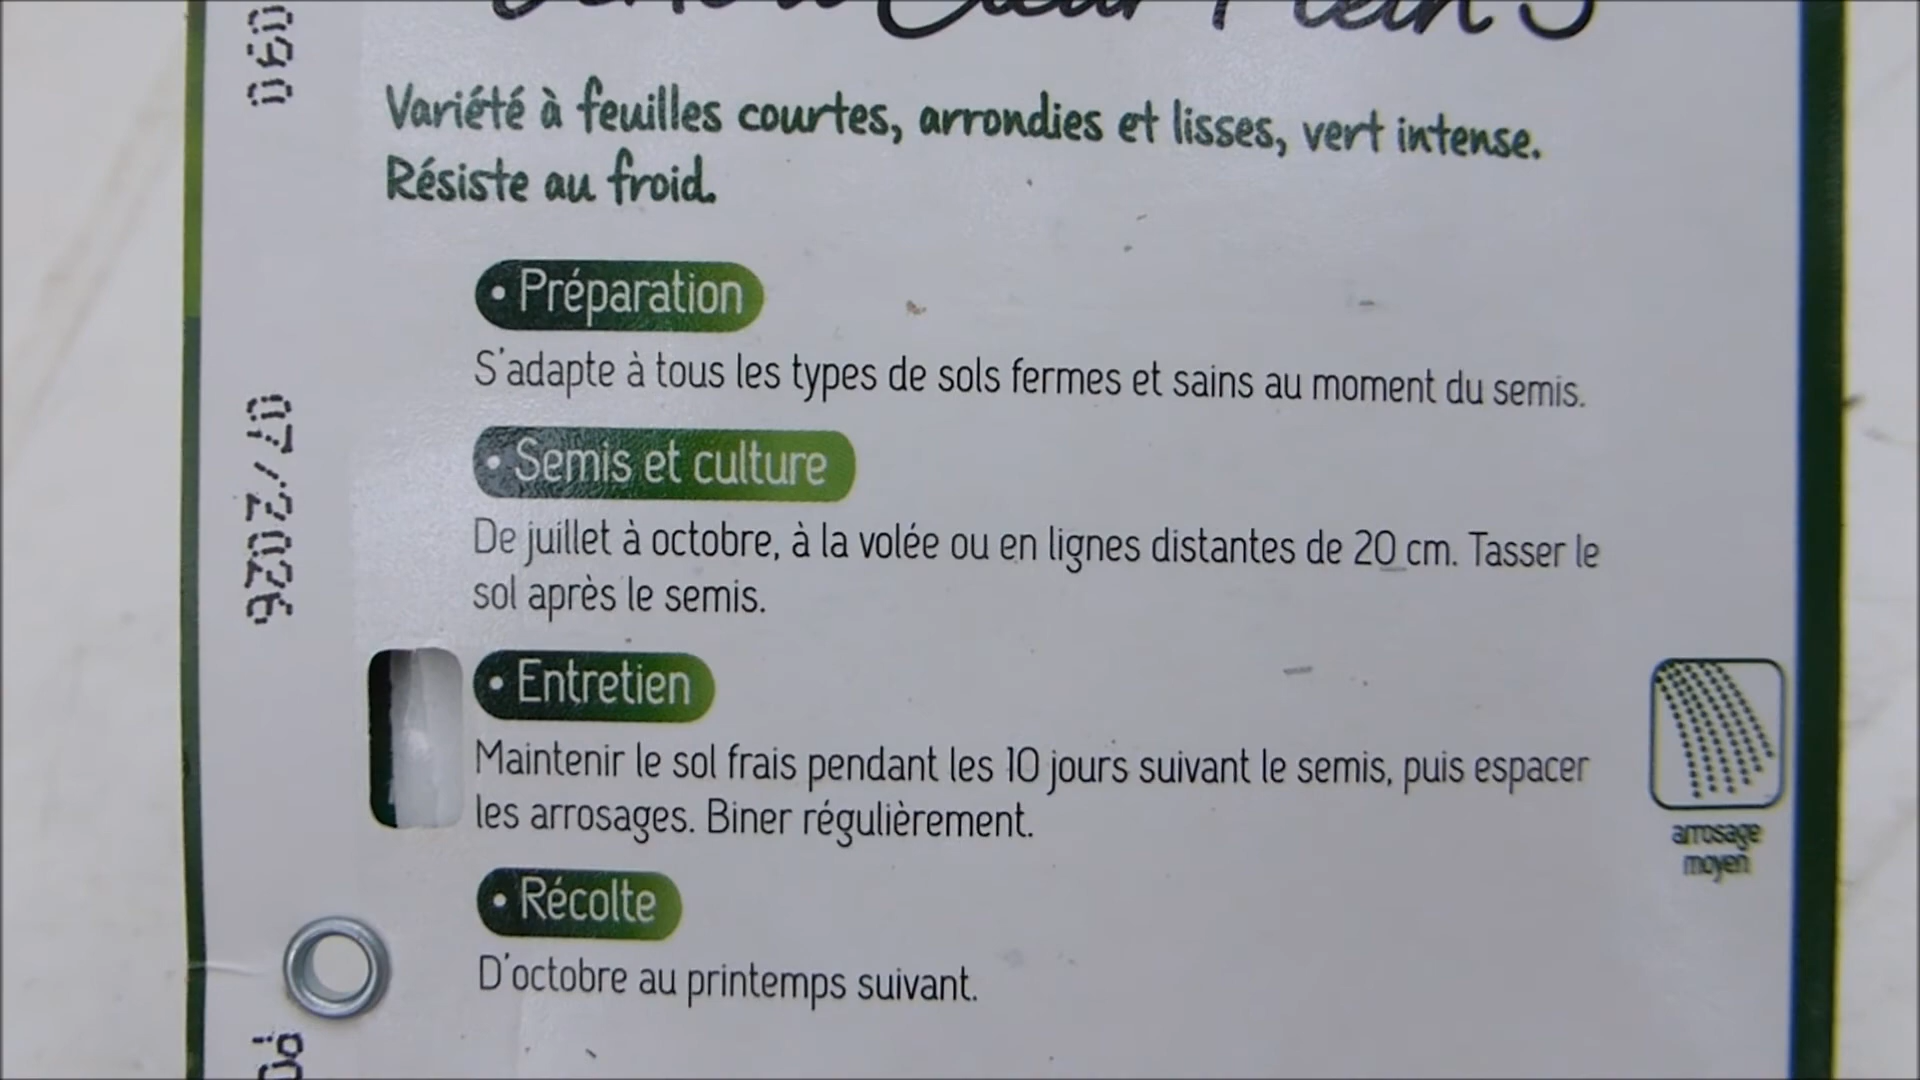 Variété à feuilles courtes, arrondies et lisses, vert intense.
Résiste au froid.
• Préparation
S'adapte à tous les types de sols fermes et sains au moment du semis.
• Semis et culture
De juillet à octobre, à la volée ou en lignes distantes de 20 cm. Tasser le
sol après le semis.
• Entretien
Maintenir le sol frais pendant les 10 jours suivant le semis, puis espacer
les arrosages. Biner régulièrement.
• Récolte
D'octobre au printemps suivant.
arrosage
moyen
090
07/2026